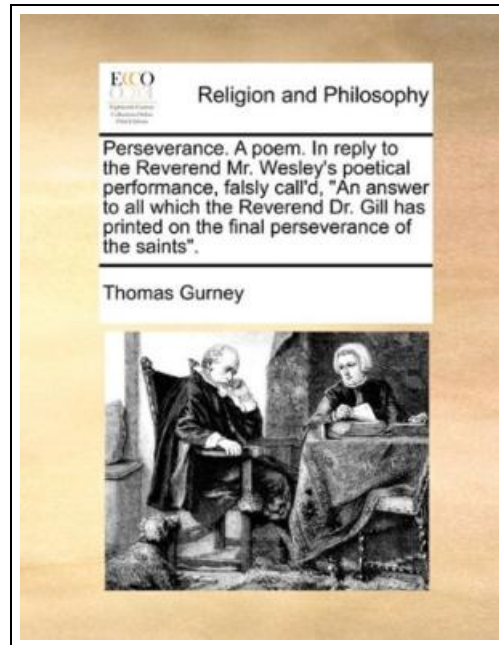 ECCO
Religion and Philosophy
Perseverance. A poem. In reply to
the Reverend Mr. Wesley's poetical
performance, falsly call'd, "An answer
to all which the Reverend Dr. Gill has
printed on the final perseverance of
the saints".
Thomas Gurney